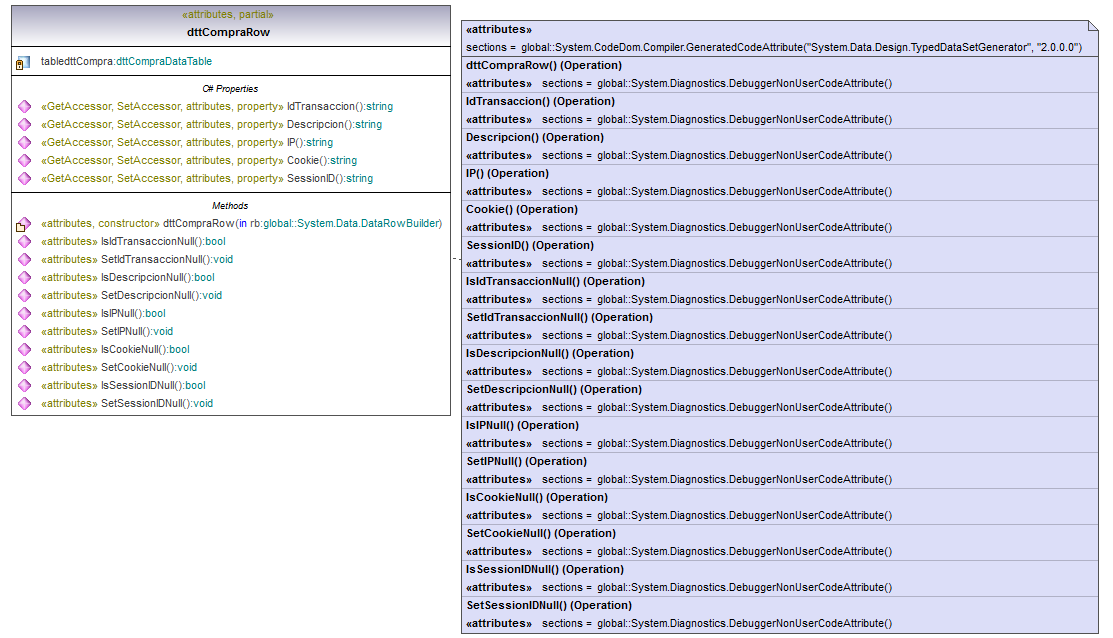 «attributes, partial»
dttCompraRow
tabledttCompra:dttCompraDataTable
C# Properties
«GetAccessor, SetAccessor, attributes, property» IdTransaccion():string
«GetAccessor, SetAccessor, attributes, property» Descripcion():string
«GetAccessor, SetAccessor, attributes, property» IP():string
«GetAccessor, SetAccessor, attributes, property» Cookie():string
«GetAccessor, SetAccessor, attributes, property» SessionID():string
Methods
«attributes, constructor» dttCompraRow(in rb:global::System.Data.DataRowBuilder)
«attributes» IsIdTransaccionNull():bool
«attributes» SetIdTransaccionNull():void
«attributes» IsDescripcionNull():bool
«attributes» SetDescripcionNull():void
«attributes» IsIPNull():bool
«attributes» SetIPNull():void
«attributes» IsCookieNull():bool
«attributes» SetCookieNull():void
«attributes» IsSessionIDNull():bool
«attributes» SetSessionIDNull():void
«attributes»
sections = global::System.CodeDom.Compiler.GeneratedCodeAttribute("System.Data.Design.TypedDataSetGenerator", "2.0.0.0")
dttCompraRow() (Operation)
«attributes» sections = global::System.Diagnostics.DebuggerNonUserCodeAttribute()
IdTransaccion() (Operation)
«attributes» sections = global::System.Diagnostics.DebuggerNonUserCodeAttribute()
Descripcion() (Operation)
«attributes» sections = global::System.Diagnostics.DebuggerNonUserCodeAttribute()
IP() (Operation)
«attributes» sections = global::System.Diagnostics.DebuggerNonUserCodeAttribute()
Cookie() (Operation)
«attributes» sections = global::System.Diagnostics.DebuggerNonUserCodeAttribute()
SessionID() (Operation)
«attributes» sections = global::System.Diagnostics.DebuggerNonUserCodeAttribute()
IsIdTransaccionNull() (Operation)
«attributes» sections = global::System.Diagnostics.DebuggerNonUserCodeAttribute()
SetIdTransaccionNull() (Operation)
«attributes» sections = global::System.Diagnostics.DebuggerNonUserCodeAttribute()
IsDescripcionNull() (Operation)
«attributes» sections = global::System.Diagnostics.DebuggerNonUserCodeAttribute()
SetDescripcionNull() (Operation)
«attributes» sections = global::System.Diagnostics.DebuggerNonUserCodeAttribute()
IsIPNull() (Operation)
«attributes» sections = global::System.Diagnostics.DebuggerNonUserCodeAttribute()
SetIPNull() (Operation)
«attributes» sections = global::System.Diagnostics.DebuggerNonUserCodeAttribute()
IsCookieNull() (Operation)
«attributes» sections = global::System.Diagnostics.DebuggerNonUserCodeAttribute()
SetCookieNull() (Operation)
«attributes» sections = global::System.Diagnostics.DebuggerNonUserCodeAttribute()
IsSessionIDNull() (Operation)
«attributes» sections = global::System.Diagnostics.DebuggerNonUserCodeAttribute()
SetSessionIDNull() (Operation)
«attributes» sections = global::System.Diagnostics.DebuggerNonUserCodeAttribute()